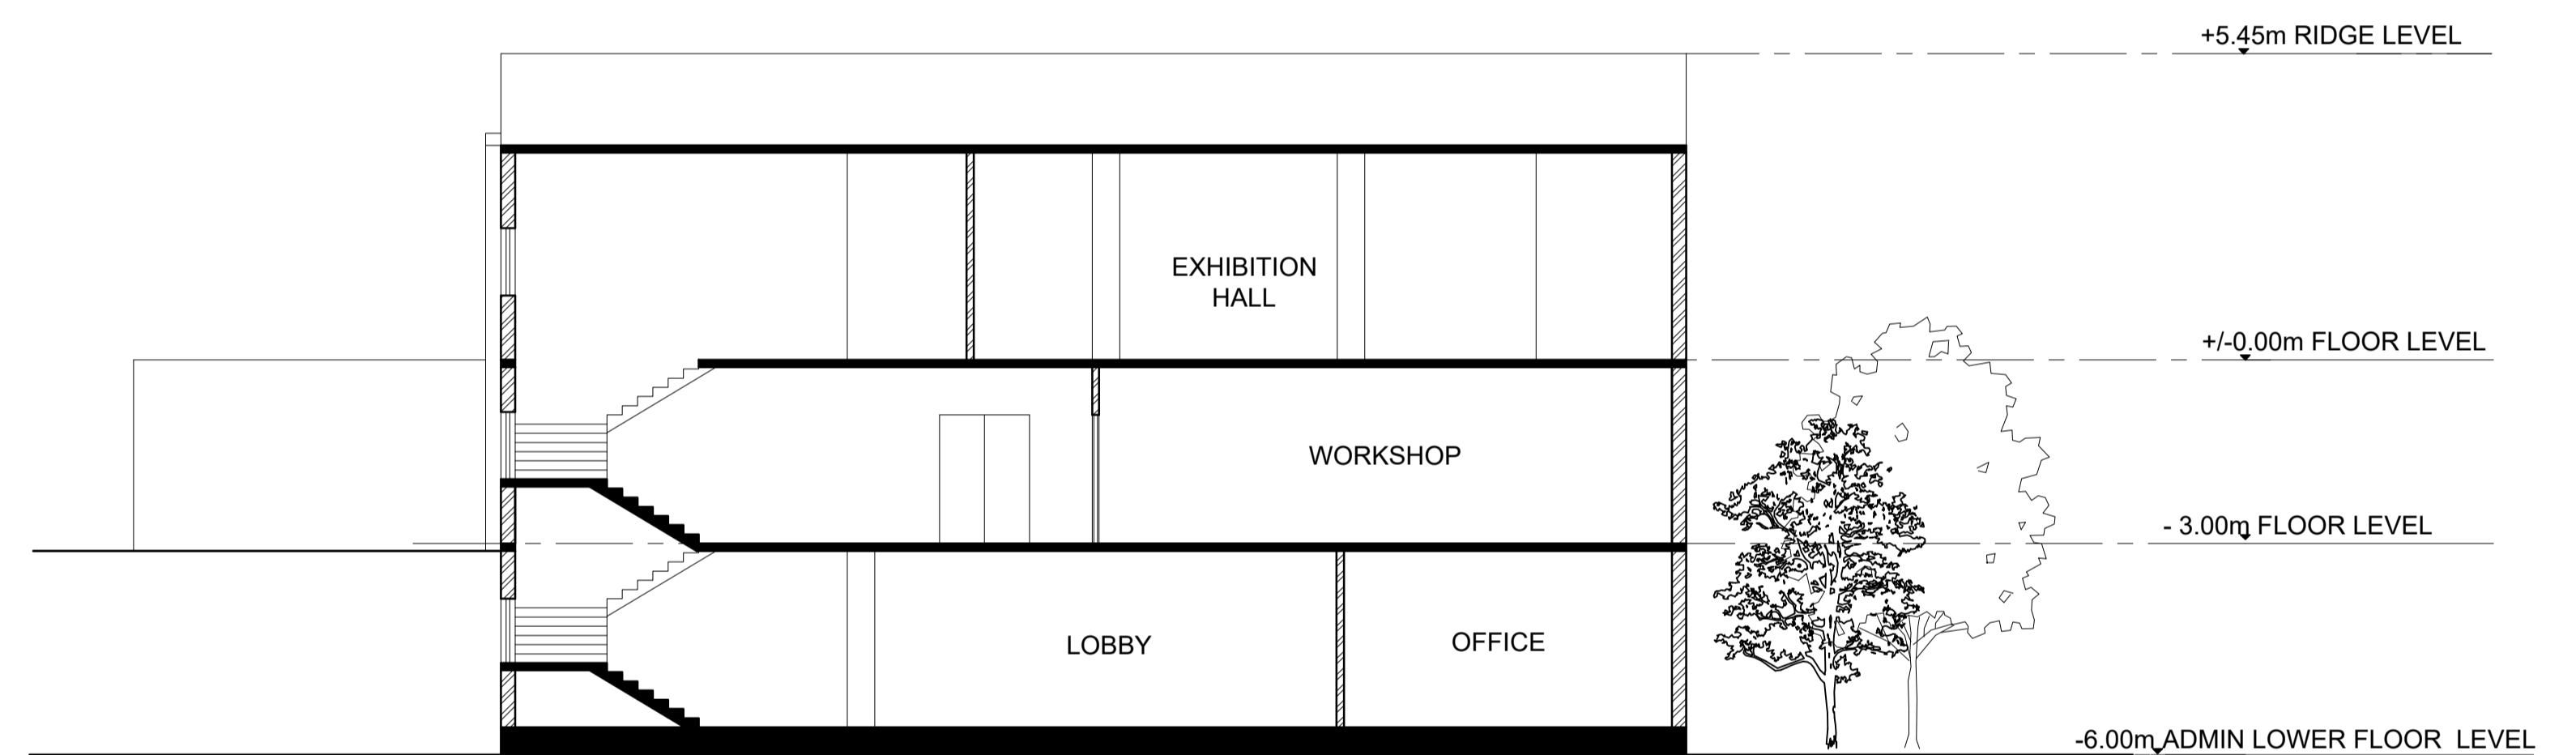 +5.45m RIDGE LEVEL
EXHIBITION
HALL
+/-0.00m FLOOR LEVEL
WORKSHOP
- 3.00m FLOOR LEVEL
LOBBY
OFFICE
-6.00m ADMIN LOWER FLOOR LEVEL